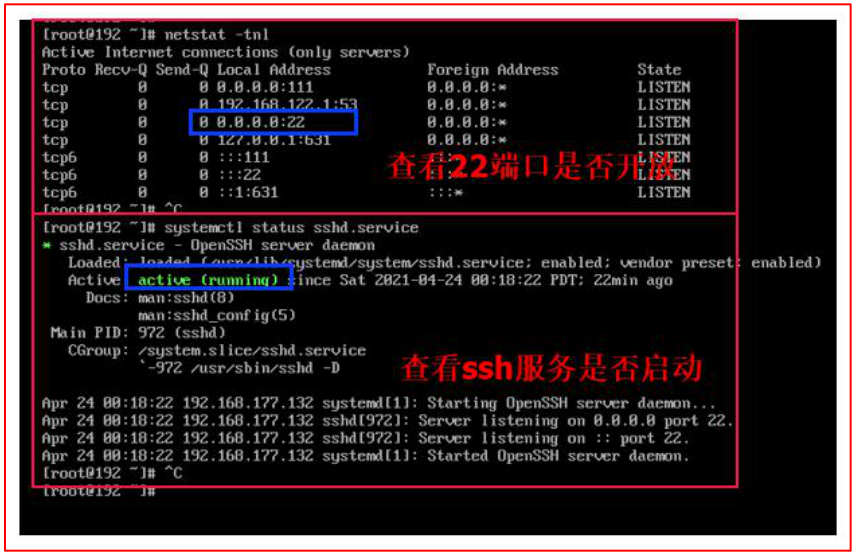 [root@192 ~]# netstat -tnl
Active Internet connections (only servers)
Proto Recv-Q Send-Q Local Address Foreign Address State
tcp 0 0 0.0.0.0:111 0.0.0.0:* LISTEN
tcp 0 0 192.168.122.1:53 0.0.0.0:* LISTEN
tcp 0 0 0.0.0.0:22 0.0.0.0:* LISTEN
tcp 0 0 127.0.0.1:631 0.0.0.0:* LISTEN
tcp6 0 0 :::111 LISTEN
tcp6 0 0 :::22 LISTEN
tcp6 0 0 ::1:631 :::* LISTEN
查看22端口是否开放
[root@192 ~]# ^C
[root@192 ~]# systemctl status sshd.service
* sshd.service - OpenSSH server daemon
Loaded: loaded (/usr/lib/systemd/system/sshd.service; enabled; vendor preset: enabled)
Active: active (running) since Sat 2021-04-24 00:18:22 PDT; 22min ago
Docs: man:sshd(8)
man:sshd_config(5)
Main PID: 972 (sshd)
CGroup: /system.slice/sshd.service
`-972 /usr/sbin/sshd -D
查看ssh服务是否启动
Apr 24 00:18:22 192.168.177.132 systemd[1]: Starting OpenSSH server daemon...
Apr 24 00:18:22 192.168.177.132 sshd[972]: Server listening on 0.0.0.0 port 22.
Apr 24 00:18:22 192.168.177.132 sshd[972]: Server listening on :: port 22.
Apr 24 00:18:22 192.168.177.132 systemd[1]: Started OpenSSH server daemon.
[root@192 ~]# ^C
[root@192 ~]#